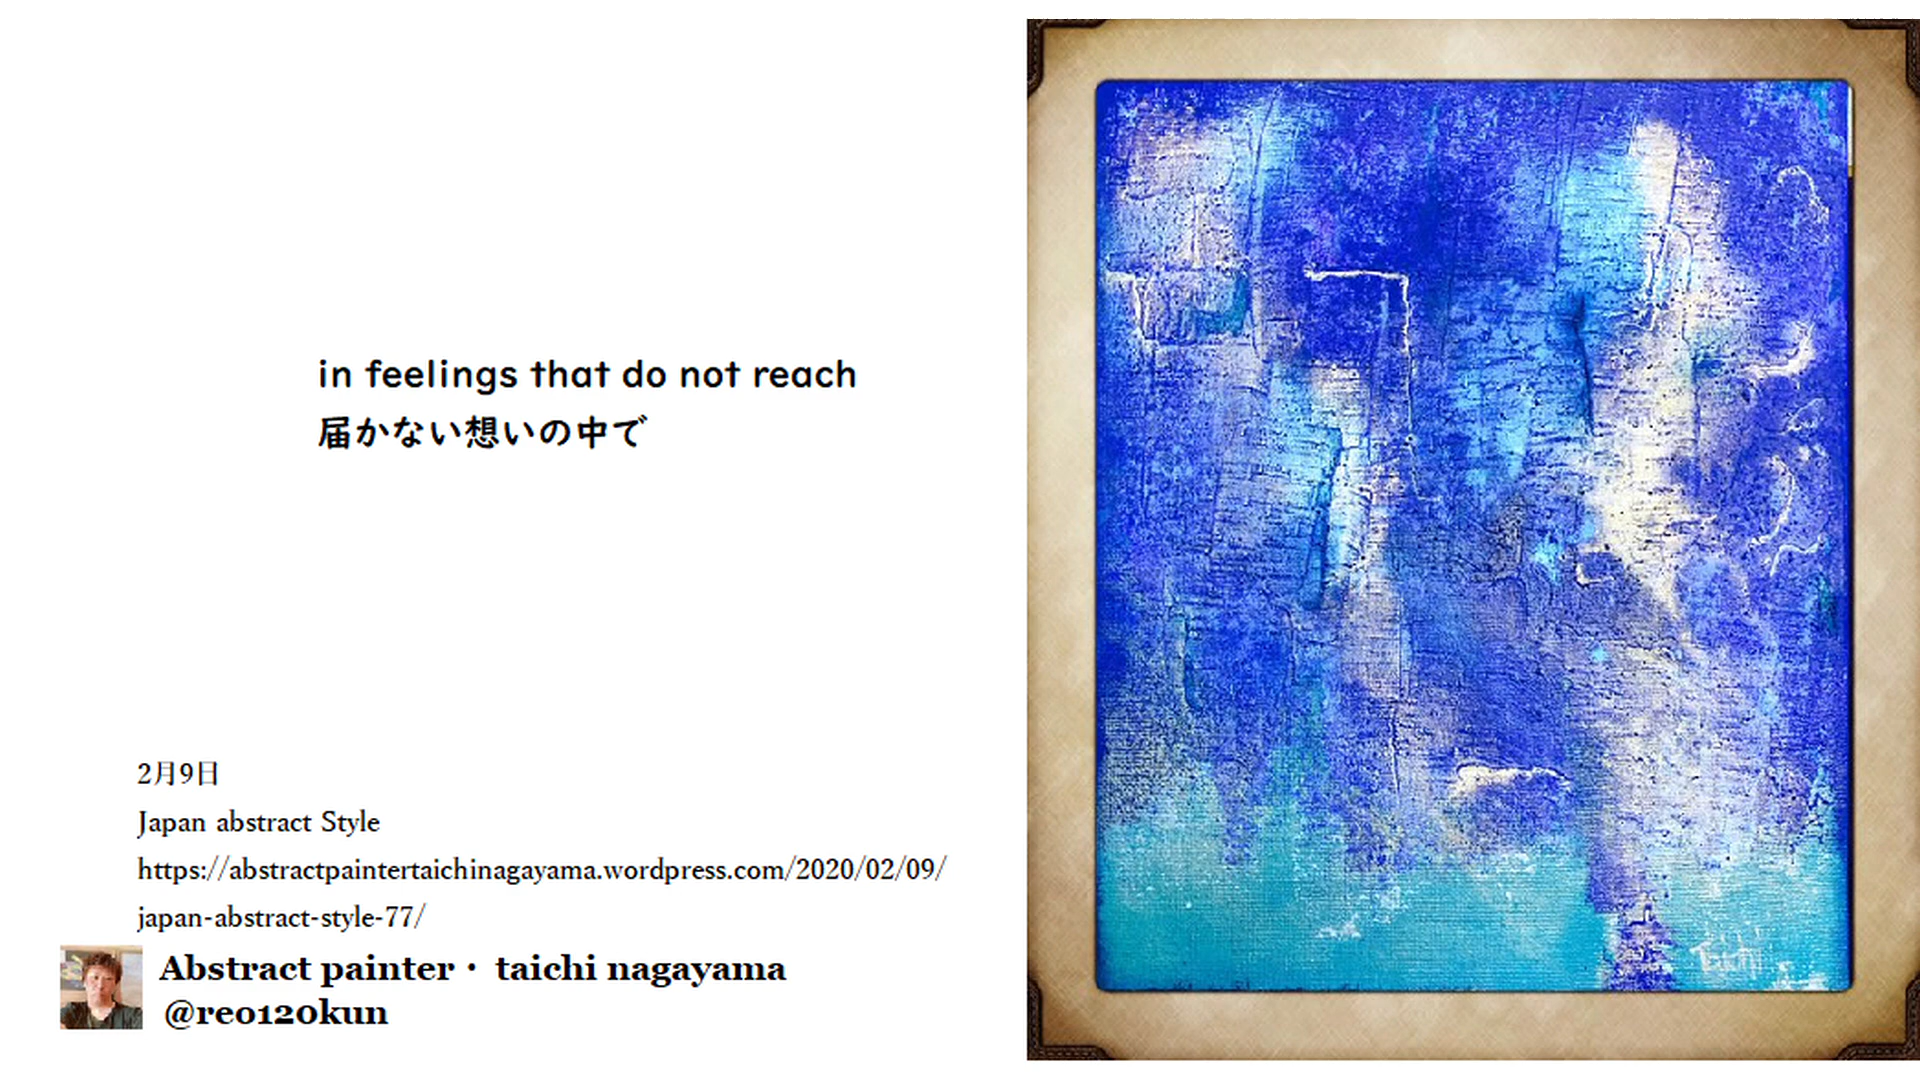 in feelings that do not reach
届かない想いの中で
2月9日
Japan abstract Style
https://abstractpaintertaichinagayama.wordpress.com/2020/02/09/
japan-abstract-style-77/
Abstract painter・ taichi nagayama
@reo120kun
Taichi